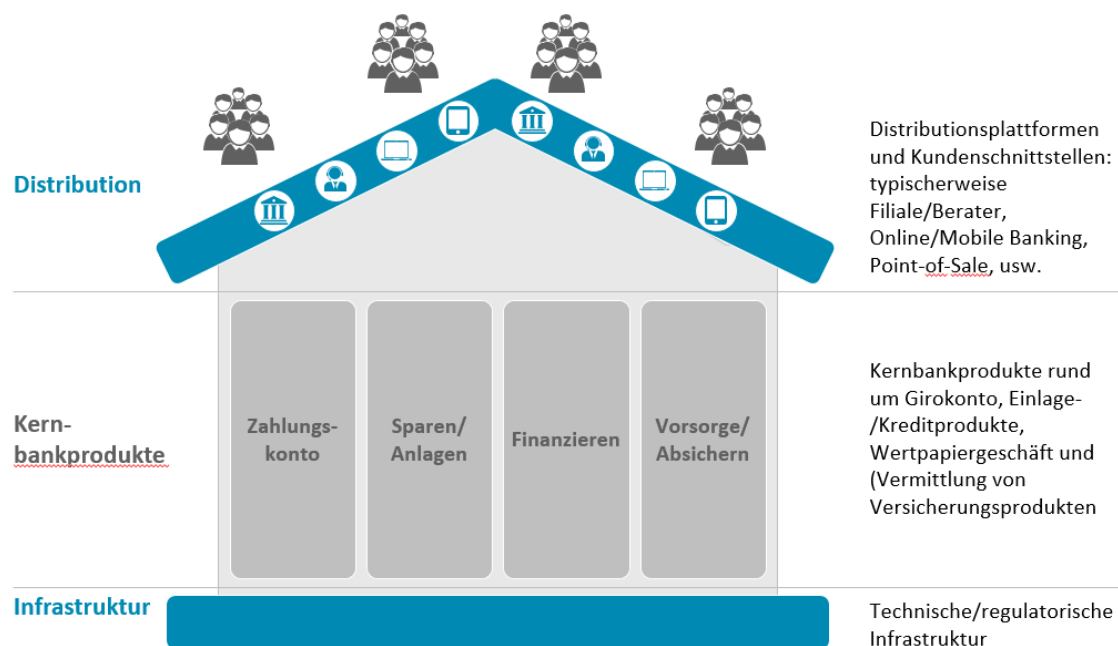 Distribution
Distributionsplattformen
und Kundenschnittstellen:
typischerweise
Filiale/Berater,
Online/Mobile Banking,
Point-of-Sale, usw.
Kern-
bankprodukte
Zahlungs-
konto
Sparen/
Anlagen
Finanzieren
Vorsorge/
Absichern
Kernbankprodukte rund
um Girokonto, Einlage-
/Kreditprodukte,
Wertpapiergeschäft und
(Vermittlung von
Versicherungsprodukten
Infrastruktur
Technische/regulatorische
Infrastruktur